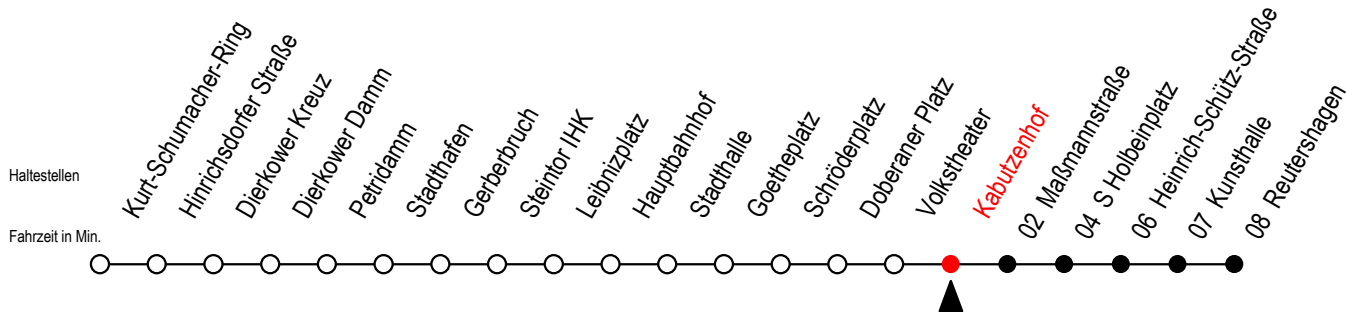 Haltestellen
Kurt-Schumacher-Ring
Hinrichsdorfer Straße
Dierkower Kreuz
Dierkower Damm
Petridamm
Stadthafen
Gerberbruch
Steintor IHK
Leibnizplatz
Hauptbahnhof
Stadthalle
Goetheplatz
Schröderplatz
Doberaner Platz
Volkstheater
Kabutzenhof
02 Maßmannstraße
04 S Holbeinplatz
06 Heinrich-Schütz-Straße
07 Kunsthalle
08 Reutershagen
Fahrzeit in Min.